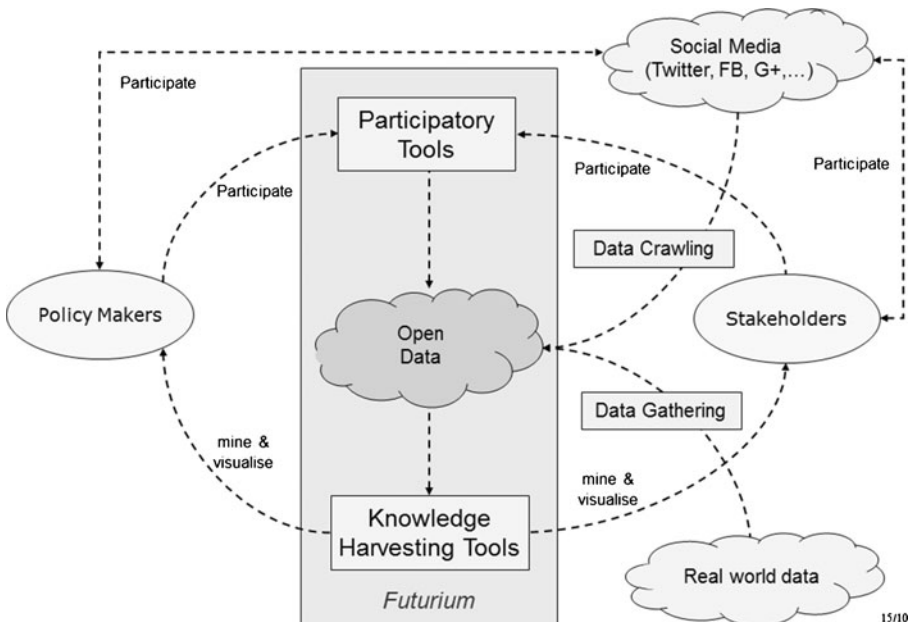 Social Media
(Twitter, FB, G+,...)
Participate
Participatory
Tools
Participate
Participate
Participate
Data Crawling
Policy Makers
Open
Data
Stakeholders
Data Gathering
mine &
visualise
mine &
visualise
Knowledge
Harvesting Tools
Real world data
Futurium
15/10